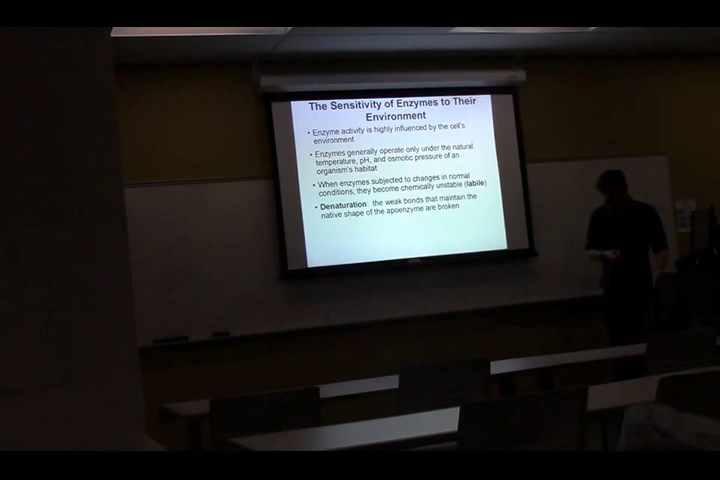 The Sensitivity of Enzymes to Their
Environment
• Enzyme activity is highly influenced by the cell's
environment
• Enzymes generally operate only under the natural
temperature, pH, and osmotic pressure of an
organism's habitat
• When enzymes subjected to changes in normal
conditions, they become chemically unstable (labile)
• Denaturation: the weak bonds that maintain the
native shape of the apoenzyme are broken